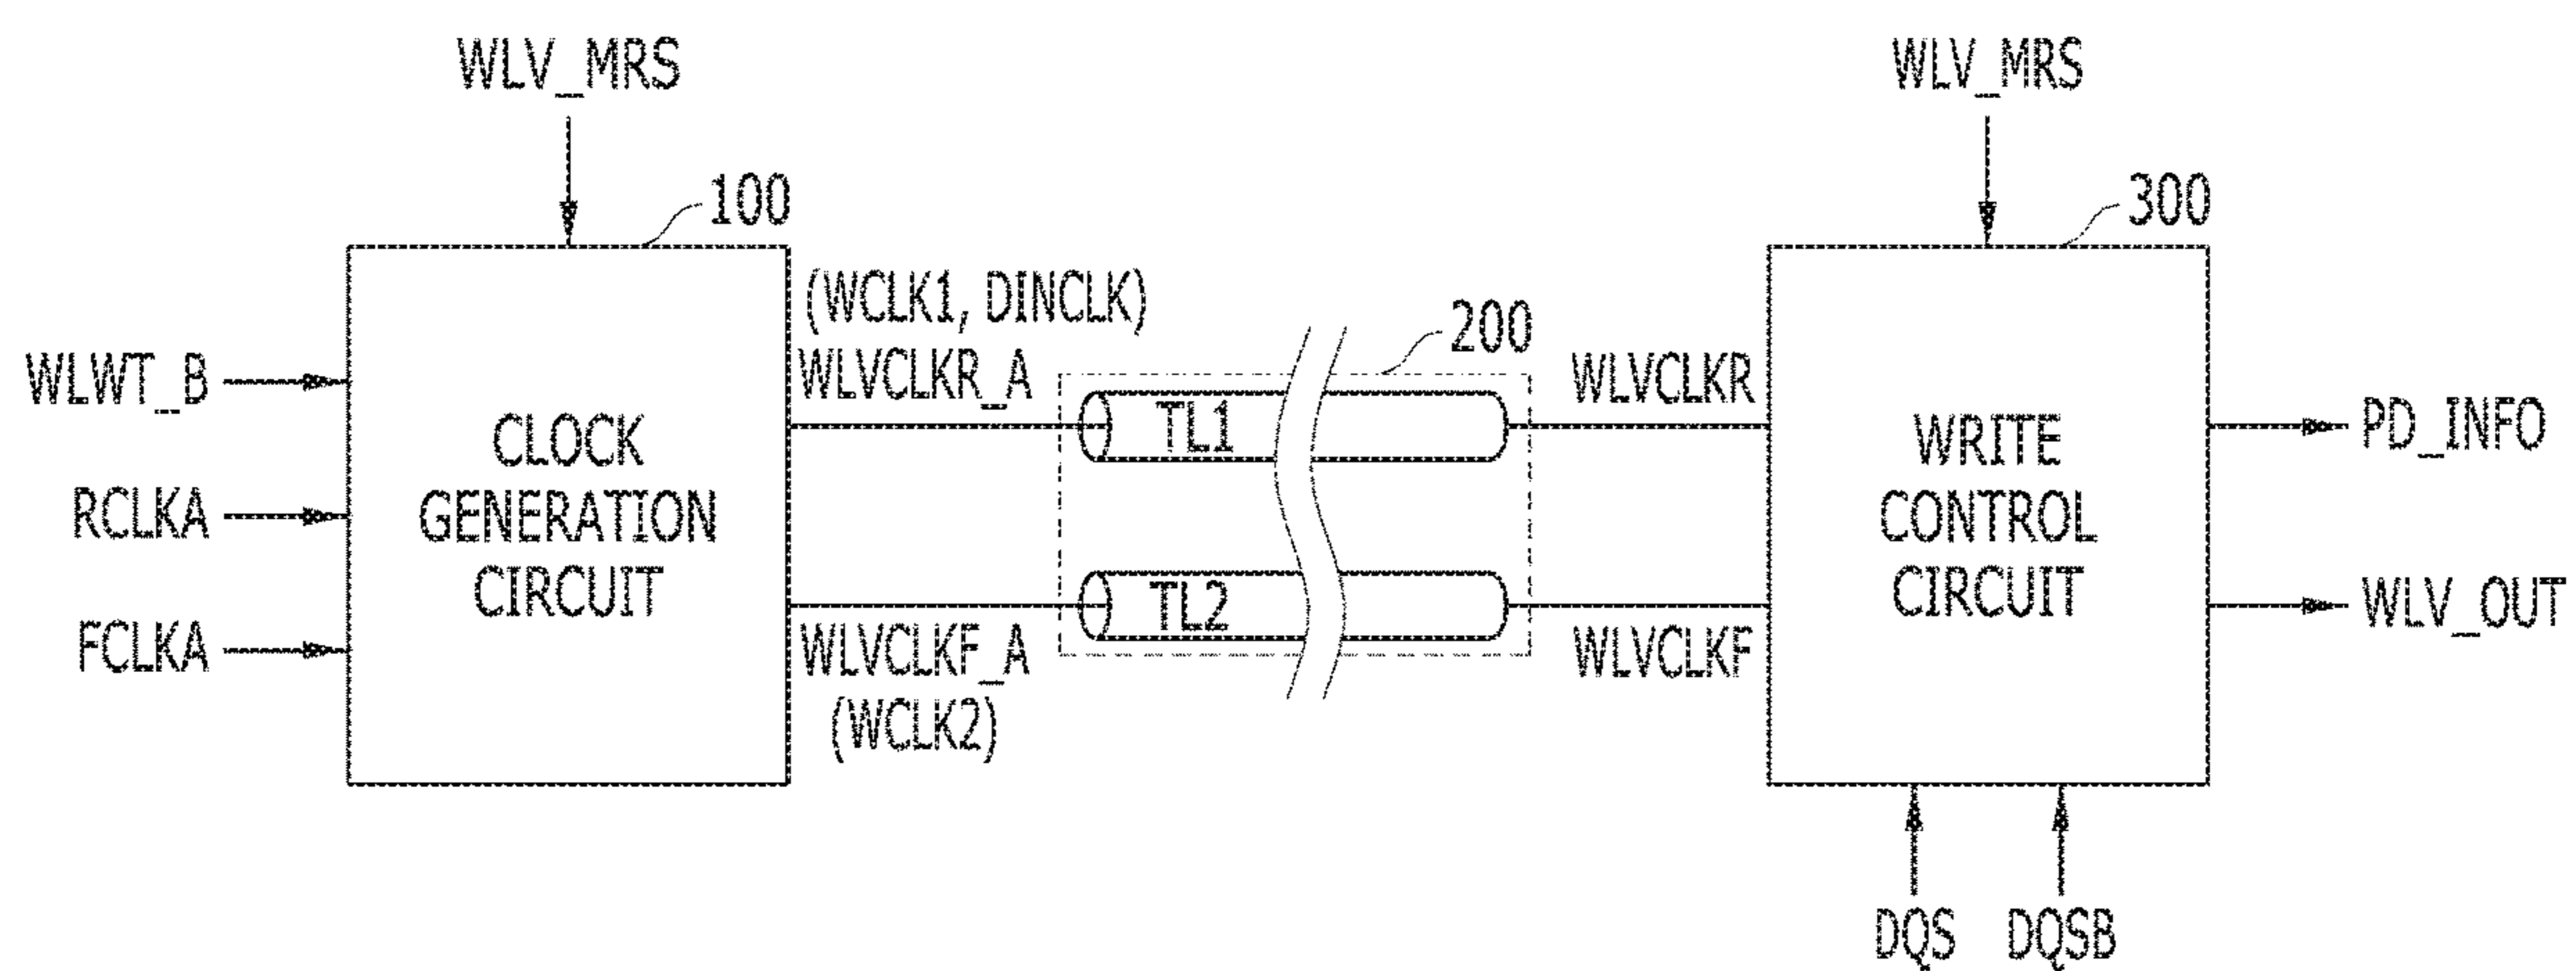 WLV_MRS
WLV_MRS
100
300
(WCLK1, DINCLK)
200
WLWT_B
WLVCLKR_A
WLVCLKR
TL1
PD_INFO
CLOCK
GENERATION
CIRCUIT
WRITE
CONTROL
CIRCUIT
RCLKA
TL2
WLV_OUT
FCLKA
WLVCLKF_A
WLVCLKF
(WCLK2)
DQS
DQSB